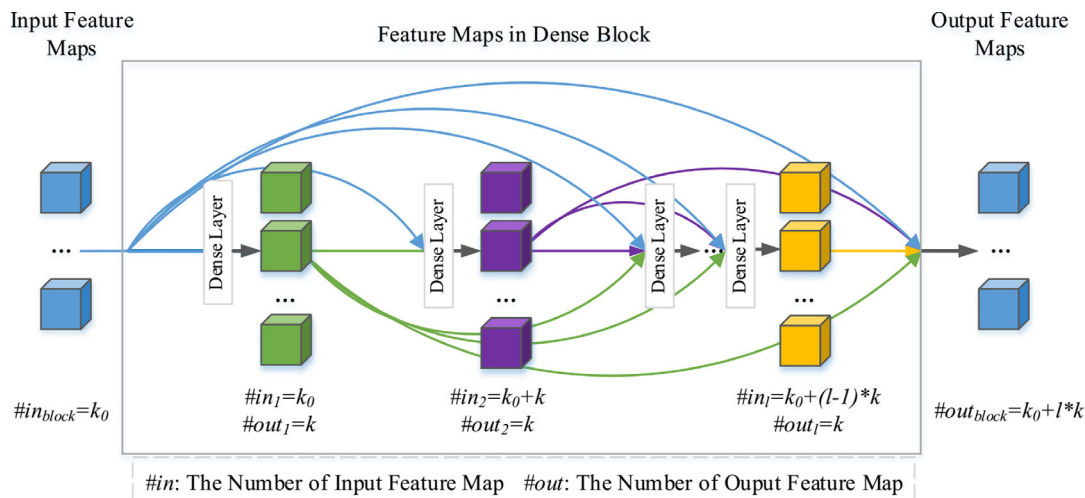 Input Feature
Maps
Feature Maps in Dense Block
Output Feature
Maps
Dense Layer
Dense Layer
Dense Layer
Dense Layer
...
...
...
...
...
...
#in_block=k_0
#in_1=k_0
#out_1=k
#in_2=k_0+k
#out_2=k
#in_l=k_0+(l-1)*k
#out_l=k
#out_block=k_0+l*k
#in: The Number of Input Feature Map #out: The Number of Ouput Feature Map